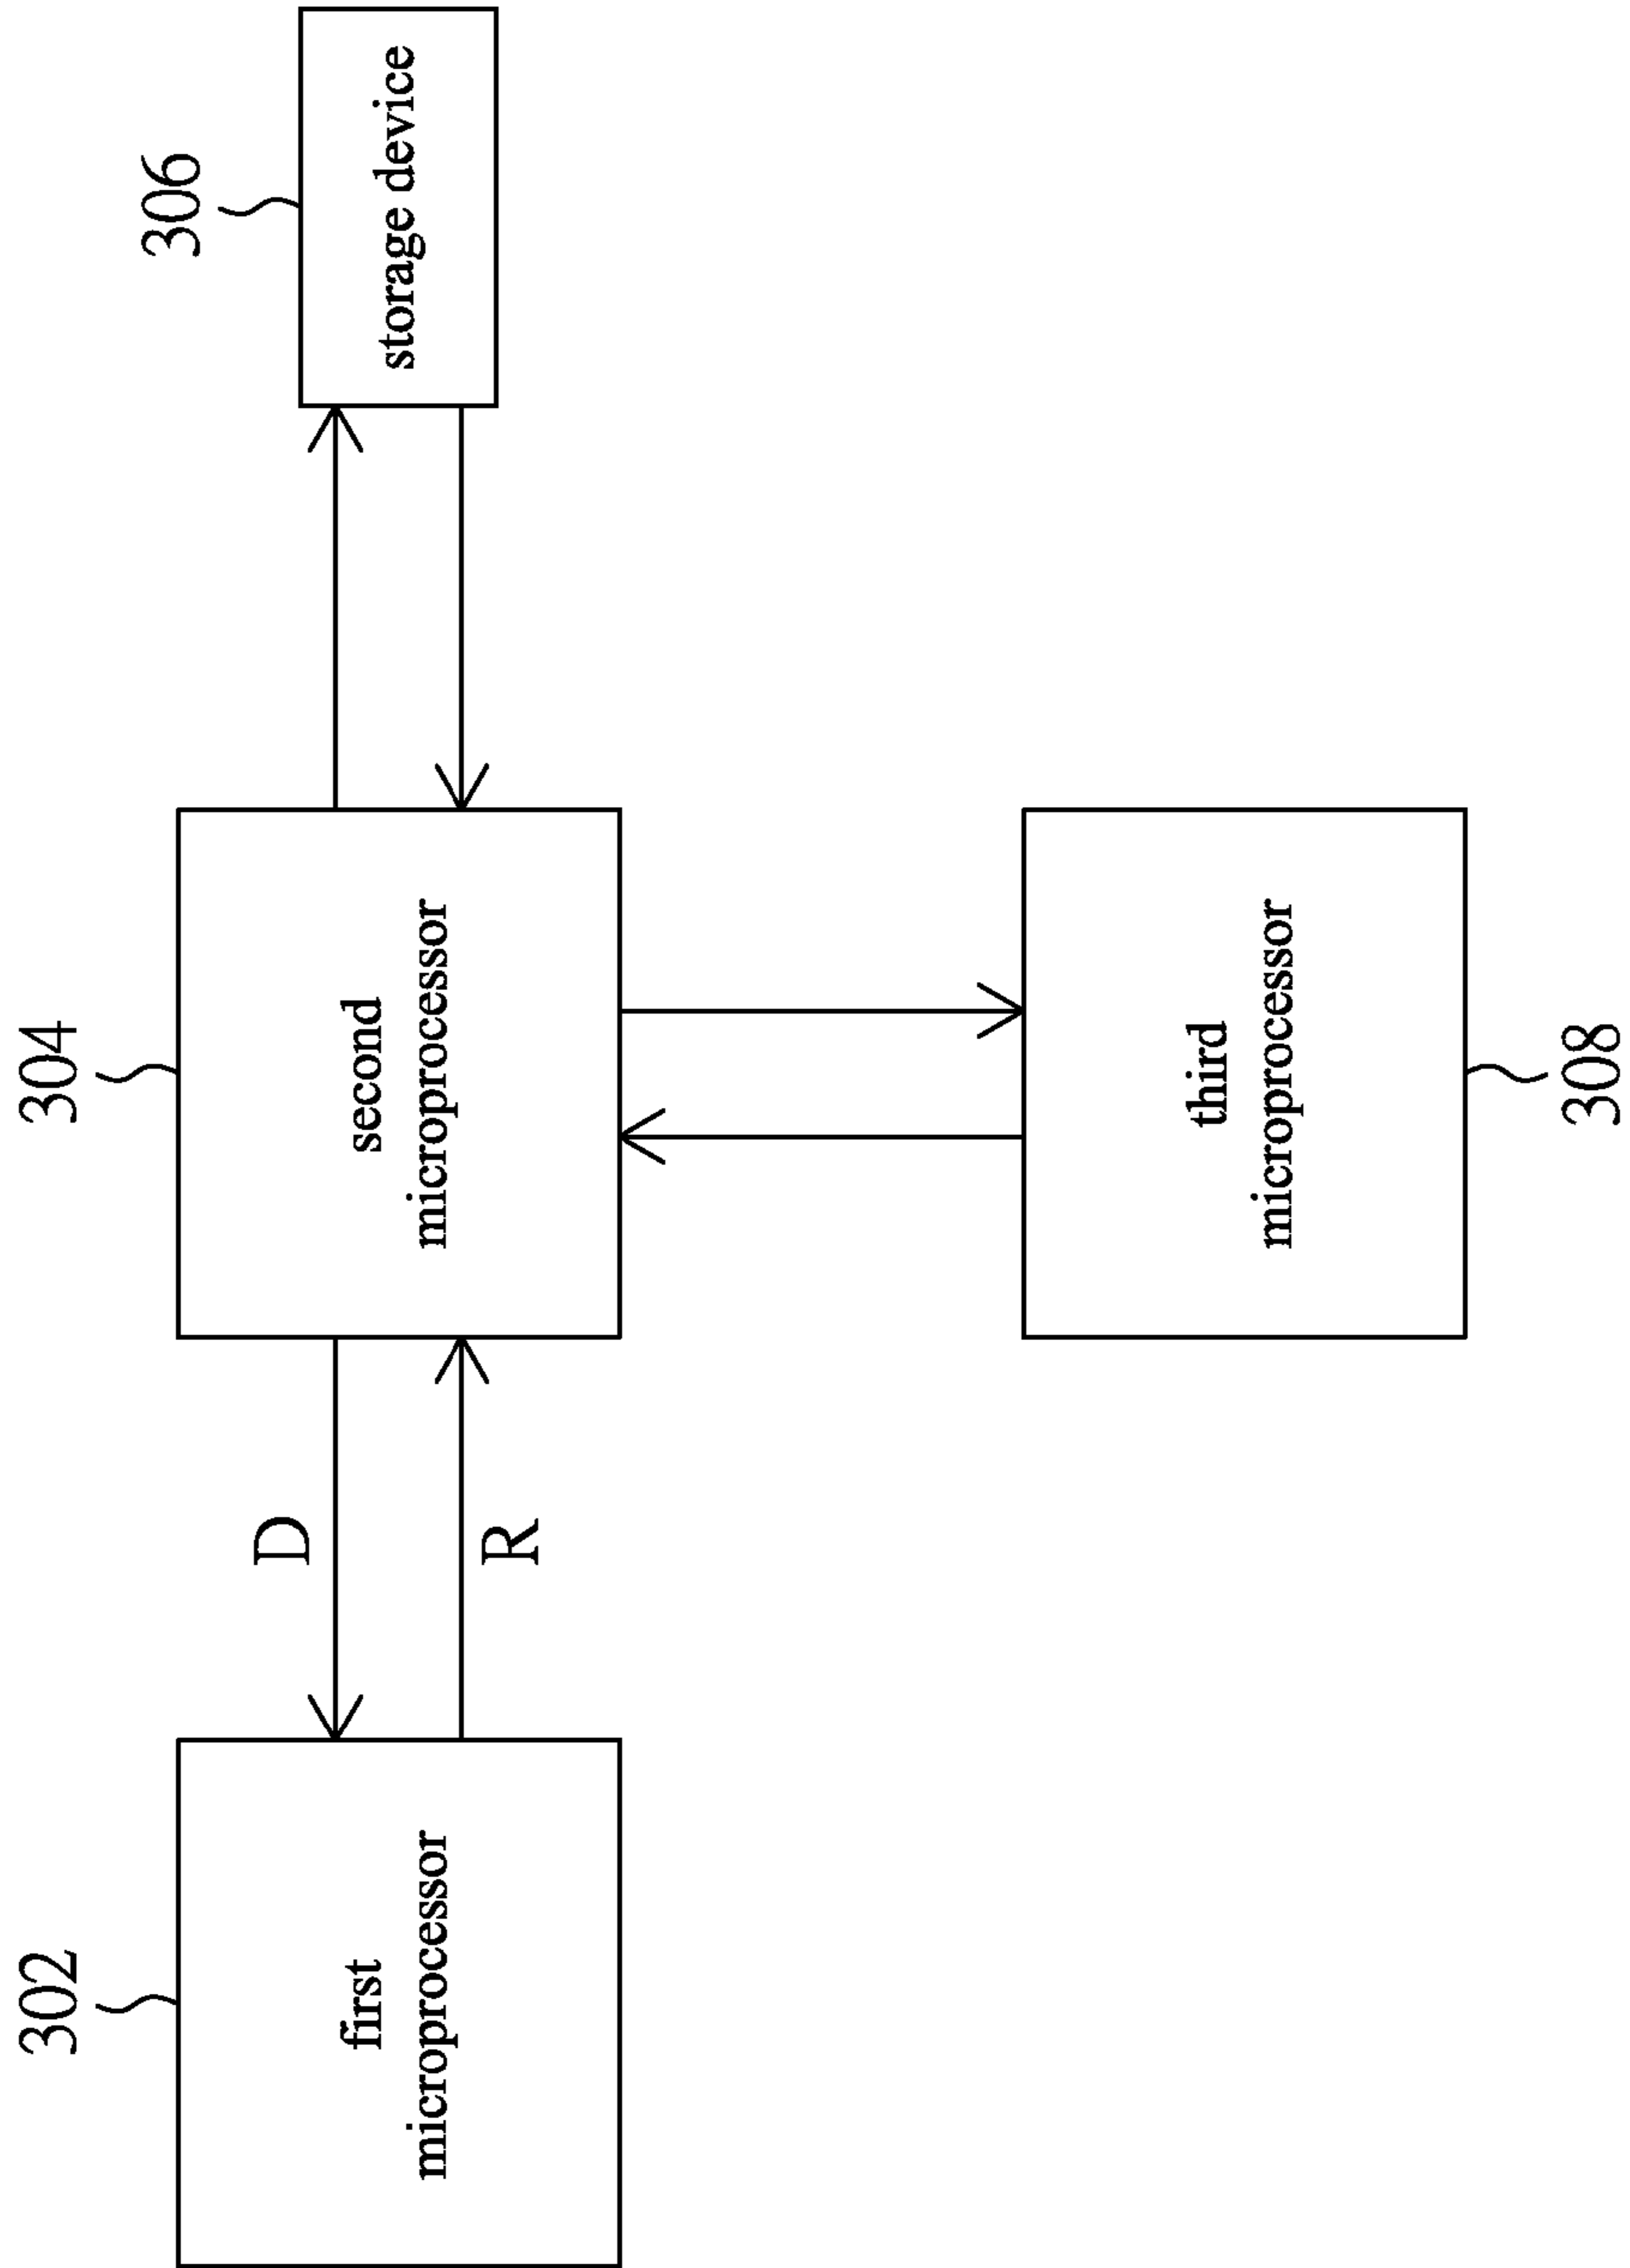 302
304
306
first
microprocessor
D
R
second
microprocessor
storage device
third
microprocessor
308